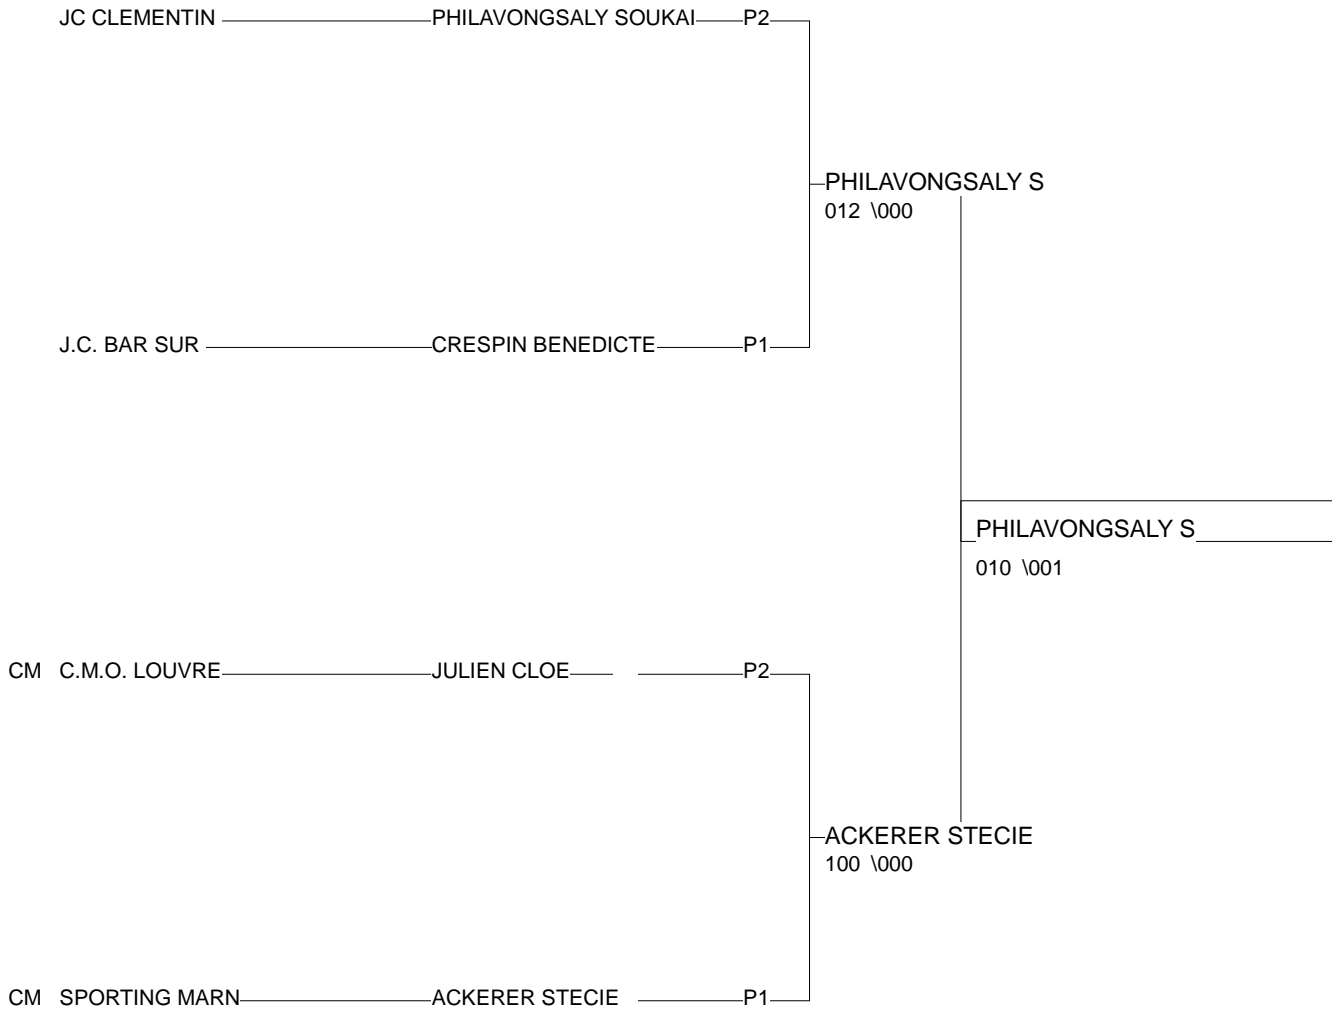 JC CLEMENTIN PHILAVONGSALY SOUKAI P2
PHILAVONGSALY S
012 \000
J.C. BAR SUR CRESPIN BENEDICTE P1
PHILAVONGSALY S
010 \001
CM C.M.O. LOUVRE JULIEN CLOE P2
ACKERER STECIE
100 \000
CM SPORTING MARN ACKERER STECIE P1